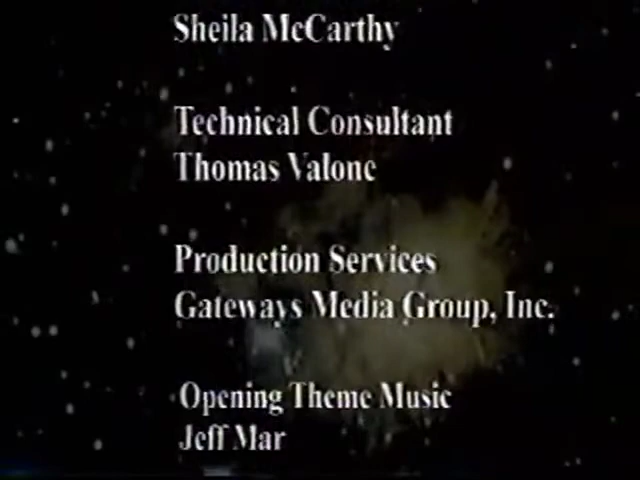 Sheila McCarthy
Technical Consultant
Thomas Valone
Production Services
Gateways Media Group, Inc.
Opening Theme Music
Jeff Mar